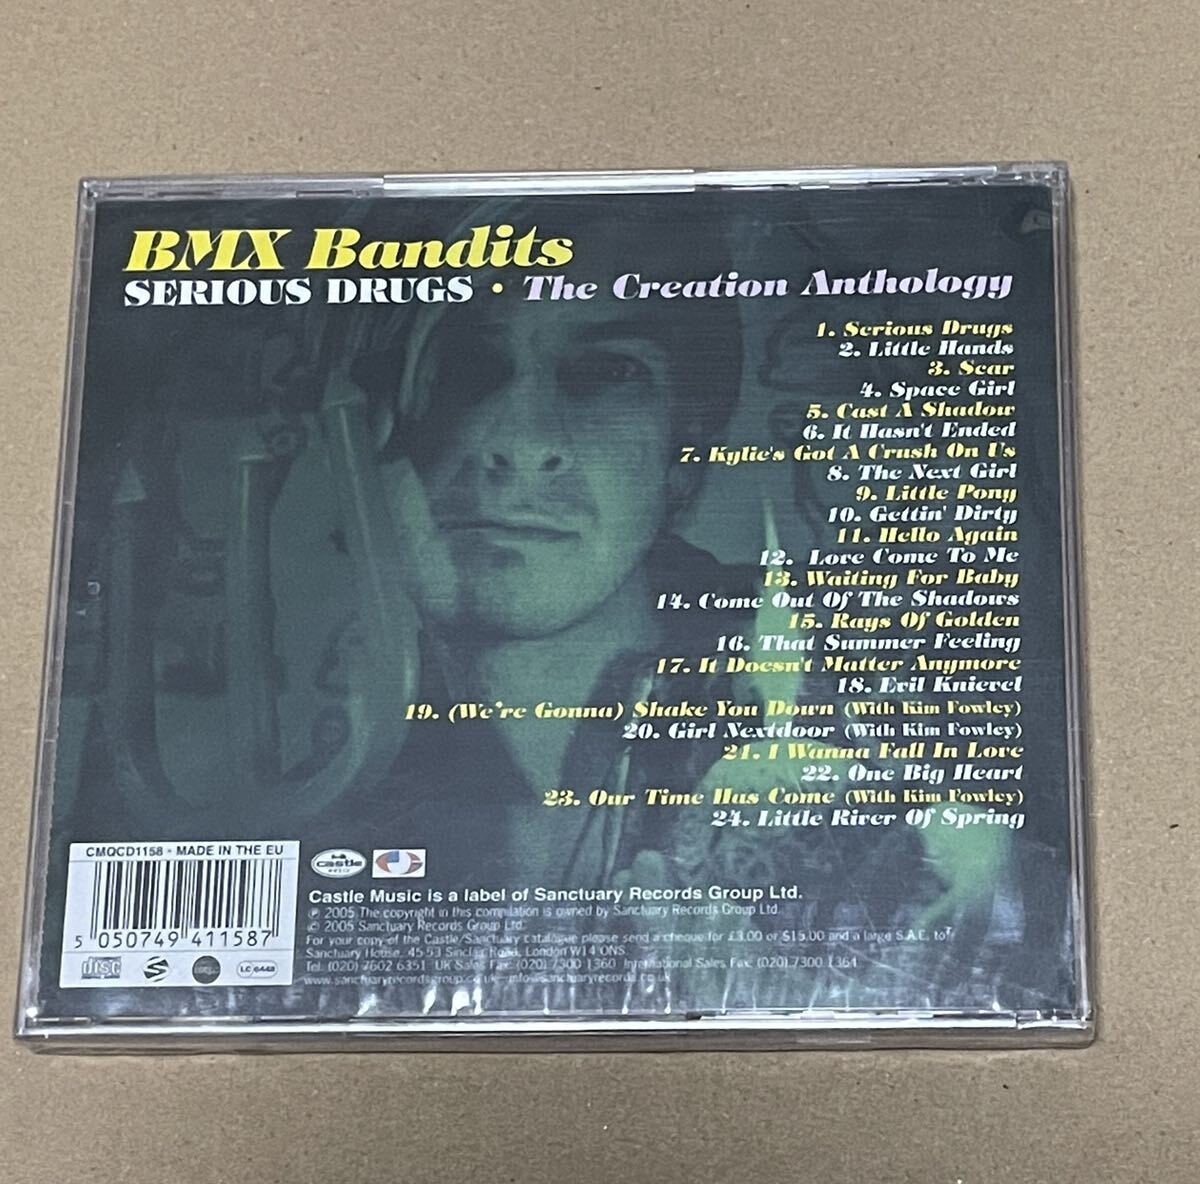 BMX Bandits
SERIOUS DRUGS • The Creation Anthology
1. Serious Drugs
2. Little Hands
3. Scar
4. Space Girl
5. Cast A Shadow
6. It Hasn't Ended
7. Kylie's Got A Crush On Us
8. The Next Girl
9. Little Pony
10. Gettin' Dirty
11. Hello Again
12. Love Come To Me
13. Waiting For Baby
14. Come Out Of The Shadows
15. Rays Of Golden
16. That Summer Feeling
17. It Doesn't Matter Anymore
18. Evil Knievel
19. (We're Gonna) Shake You Down (With Kim Fowley)
20. Girl Nextdoor (With Kim Fowley)
21. I Wanna Fall In Love
22. One Big Heart
23. Our Time Has Come (With Kim Fowley)
24. Little River Of Spring
CMQCD1158 • MADE IN THE EU
5 050749 411587
disc
LC 6448
castle
Castle Music is a label of Sanctuary Records Group Ltd.
℗ 2005 The copyright in this compilation is owned by Sanctuary Records Group Ltd.
© 2005 Sanctuary Records Group Ltd.
For your copy of the Castle/Sanctuary catalogue please send a cheque for £3.00 or $15.00 and a large S.A.E. to
Sanctuary House, 45-53 Sinclair Road, London W14 0NS.
Tel: (020) 7602 6351 UK Sales Fax: (020) 7300 1360 International Sales Fax: (020) 7300 1364
www.sanctuaryrecordsgroup.co.uk info@sanctuaryrecords.co.uk